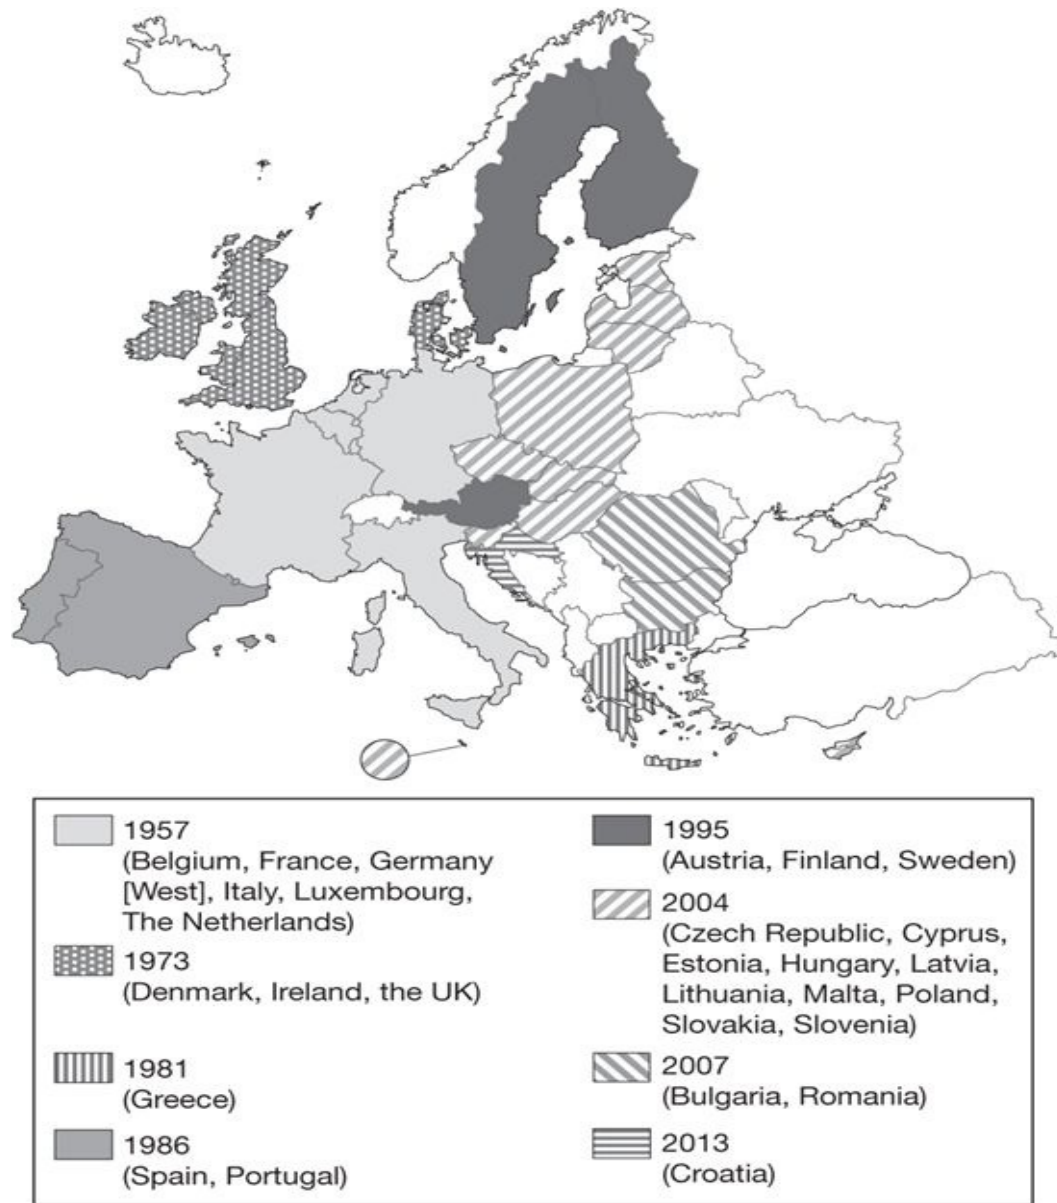 1957
(Belgium, France, Germany
[West], Italy, Luxembourg,
The Netherlands)
1973
(Denmark, Ireland, the UK)
1981
(Greece)
1986
(Spain, Portugal)
1995
(Austria, Finland, Sweden)
2004
(Czech Republic, Cyprus,
Estonia, Hungary, Latvia,
Lithuania, Malta, Poland,
Slovakia, Slovenia)
2007
(Bulgaria, Romania)
2013
(Croatia)